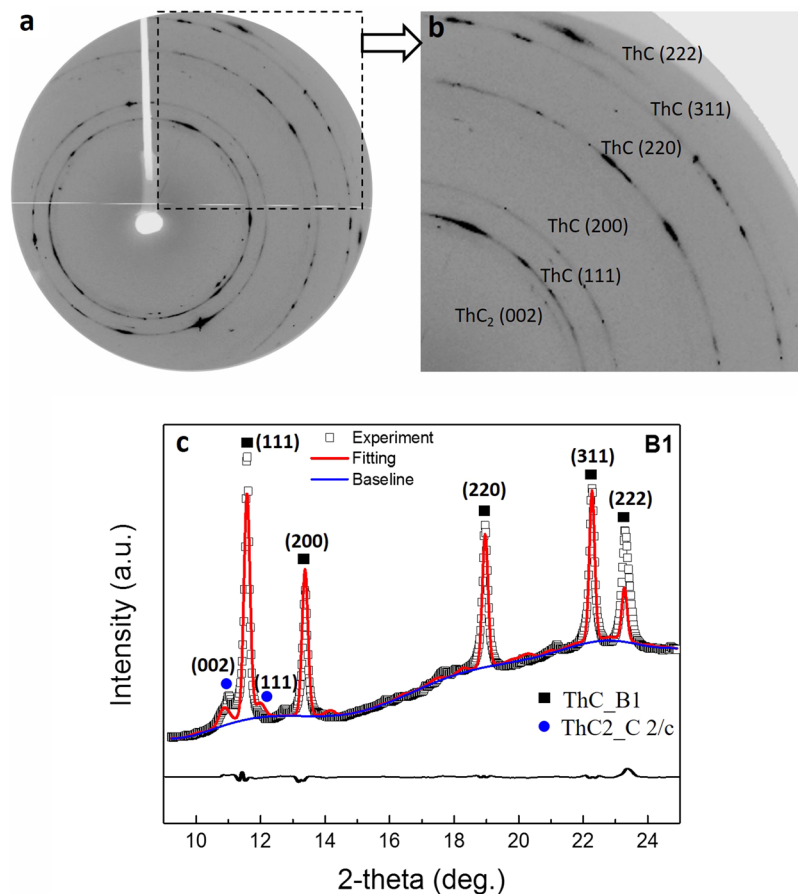 a
b
ThC (222)
ThC (311)
ThC (220)
ThC (200)
ThC (111)
ThC₂ (002)
c
B1
(111)
Experiment
Fitting
Baseline
(311)
(220)
(222)
(200)
(002)
(111)
ThC_B1
ThC2_C 2/c
Intensity (a.u.)
10 12 14 16 18 20 22 24
2-theta (deg.)